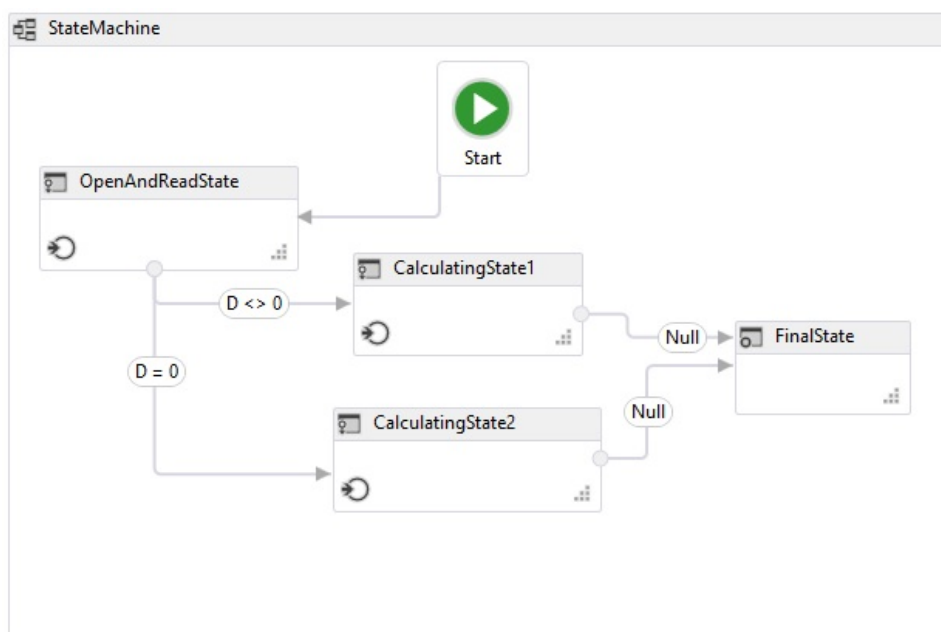 StateMachine
Start
OpenAndReadState
CalculatingState1
D <> 0
Null
FinalState
D = 0
Null
CalculatingState2